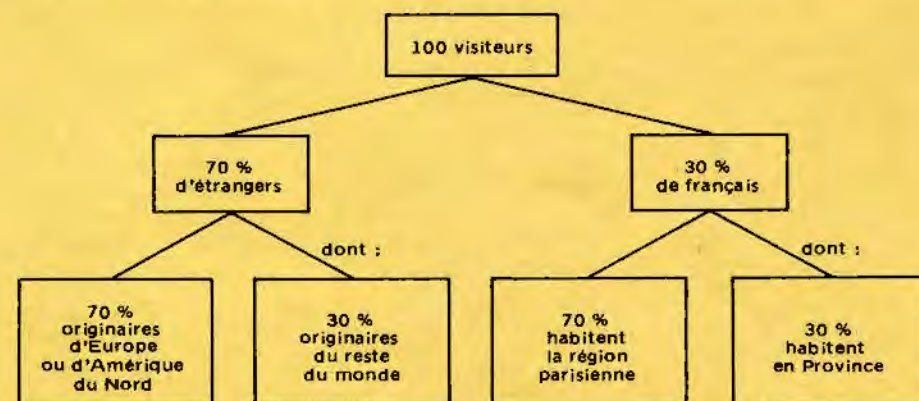 100 visiteurs
70 %
d'étrangers
30 %
de français
dont :
dont :
70 %
originaires
d'Europe
ou d'Amérique
du Nord
30 %
originaires
du reste
du monde
70 %
habitent
la région
parisienne
30 %
habitent
en Province